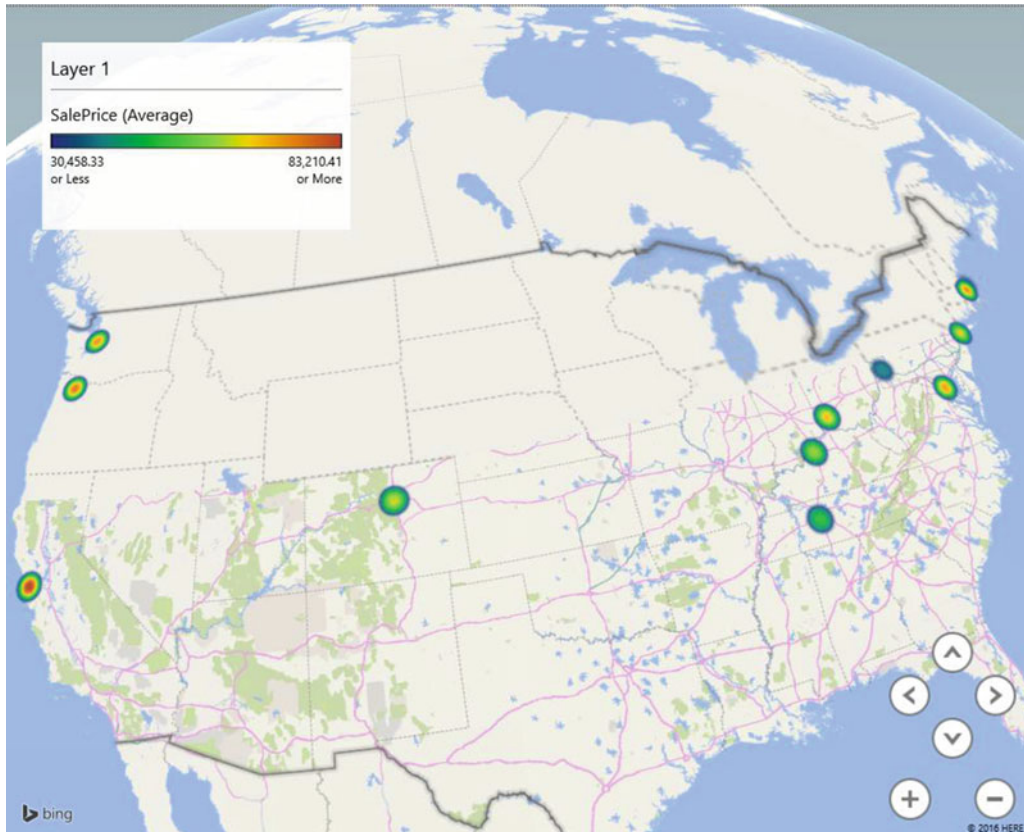 Layer 1
SalePrice (Average)
30,458.33
or Less
83,210.41
or More
bing
© 2016 HERE